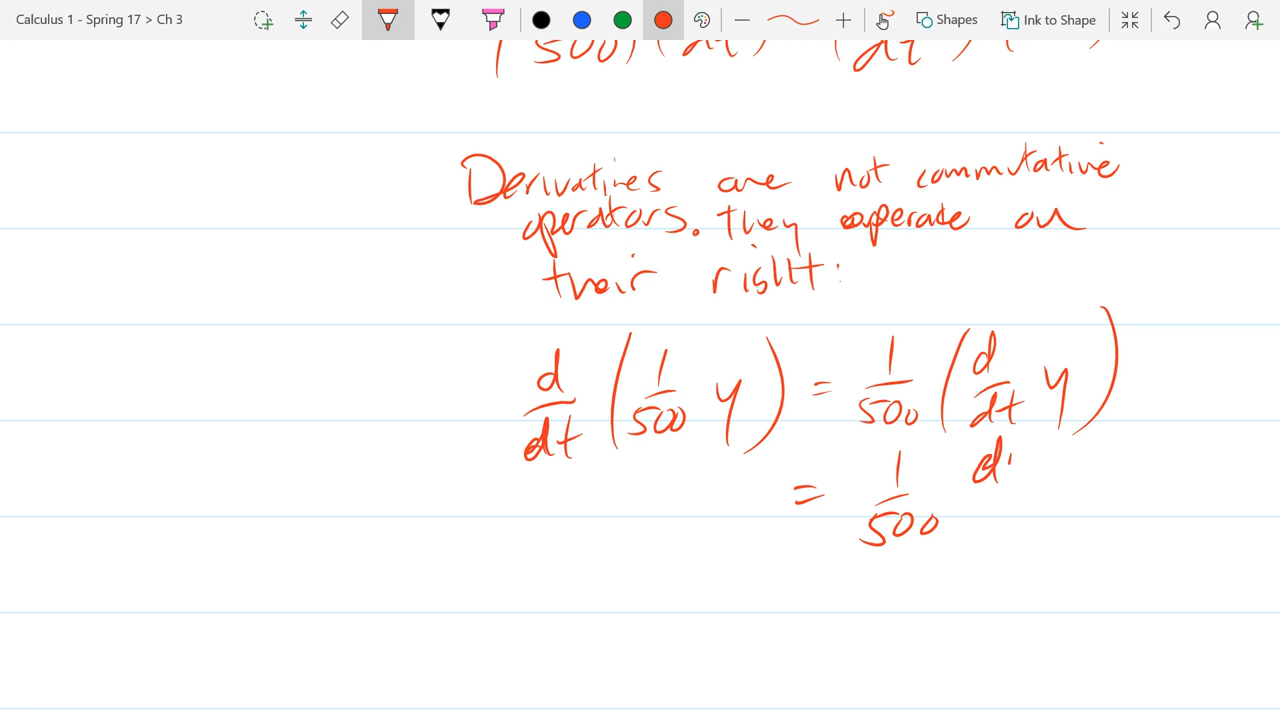 Calculus 1 - Spring 17 > Ch 3
Shapes
Ink to Shape
500) (
Derivatives are not commutative
operators. They operate on
their right:
d/dt (1/500 y) = 1/500 (d/dt y)
= 1/500 d